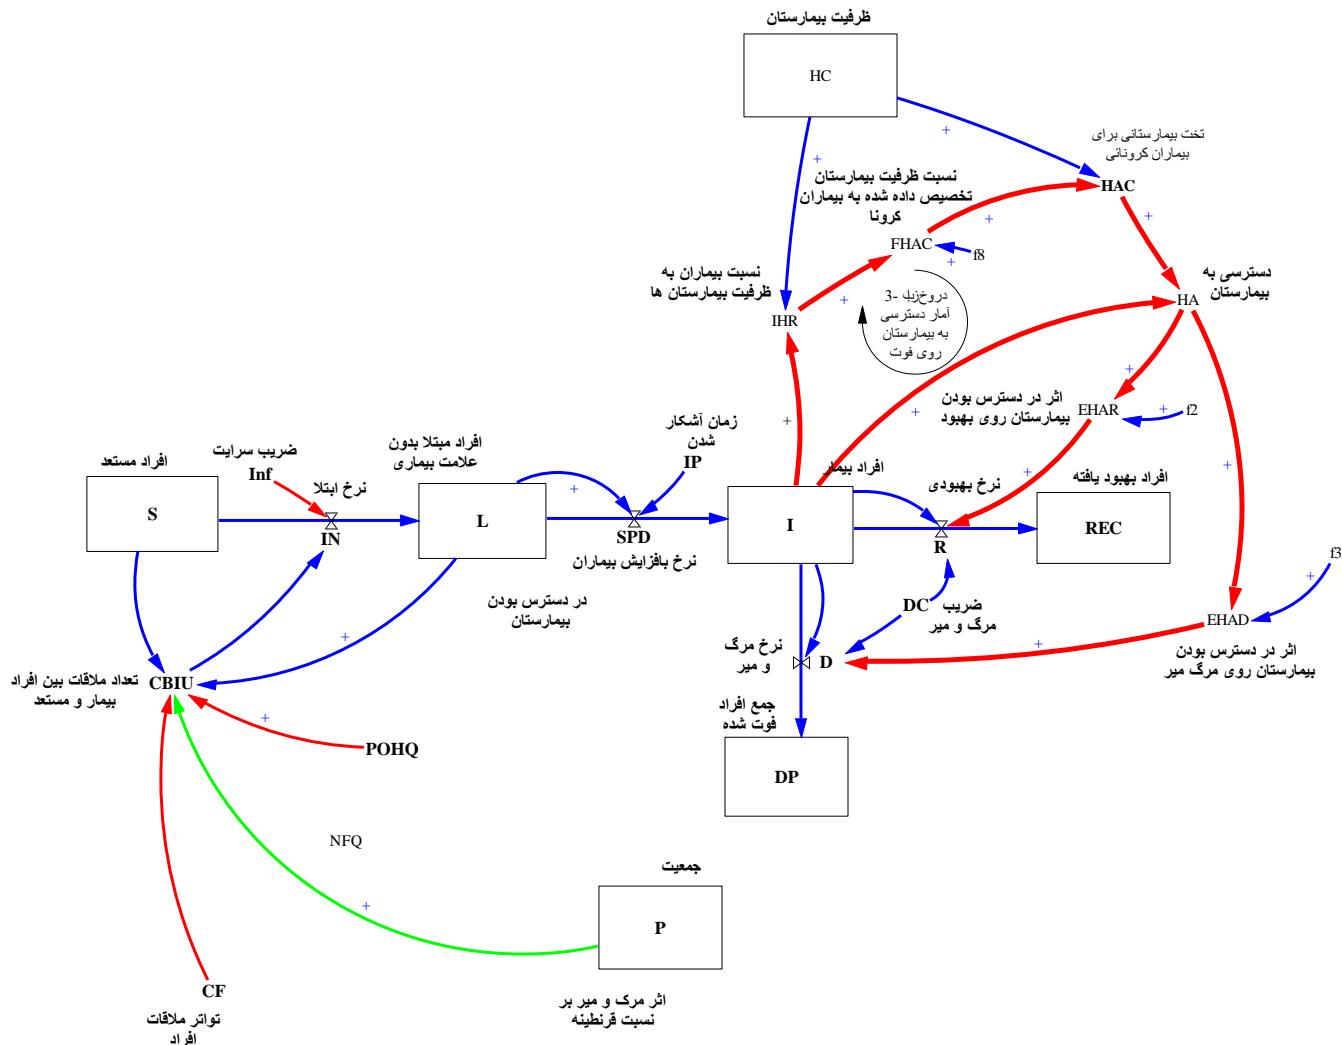 ظرفیت بیمارستان
HC
تخت بیمارستانی برای
بیماران کرونائی
HAC
نسبت ظرفیت بیمارستان
تخصیص داده شده به بیماران
کرونا
FHAC
f8
نسبت بیماران به
ظرفیت بیمارستان ها
IHR
3-
آمار دسترسی
به بیمارستان
روی فوت
دسترسی به
بیمارستان
HA
اثر در دسترس بودن
بیمارستان روی بهبود
EHAR
f2
زمان آشکار
شدن
IP
افراد مبتلا بدون
علامت بیماری
افراد مستعد
ضریب سرایت
Inf
نرخ ابتلا
افراد بیمار
نرخ بهبودی
افراد بهبود یافته
S
IN
L
SPD
I
R
REC
نرخ بافزایش بیماران
در دسترس بودن
بیمارستان
DC
ضریب
مرگ و میر
f3
EHAD
اثر در دسترس بودن
بیمارستان روی مرگ میر
نرخ مرگ
و میر
D
CBIU
تعداد ملاقات بین افراد
بیمار و مستعد
جمع افراد
فوت شده
POHQ
DP
NFQ
جمعیت
P
CF
تواتر ملاقات
افراد
اثر مرک و میر بر
نسبت قرنطینه